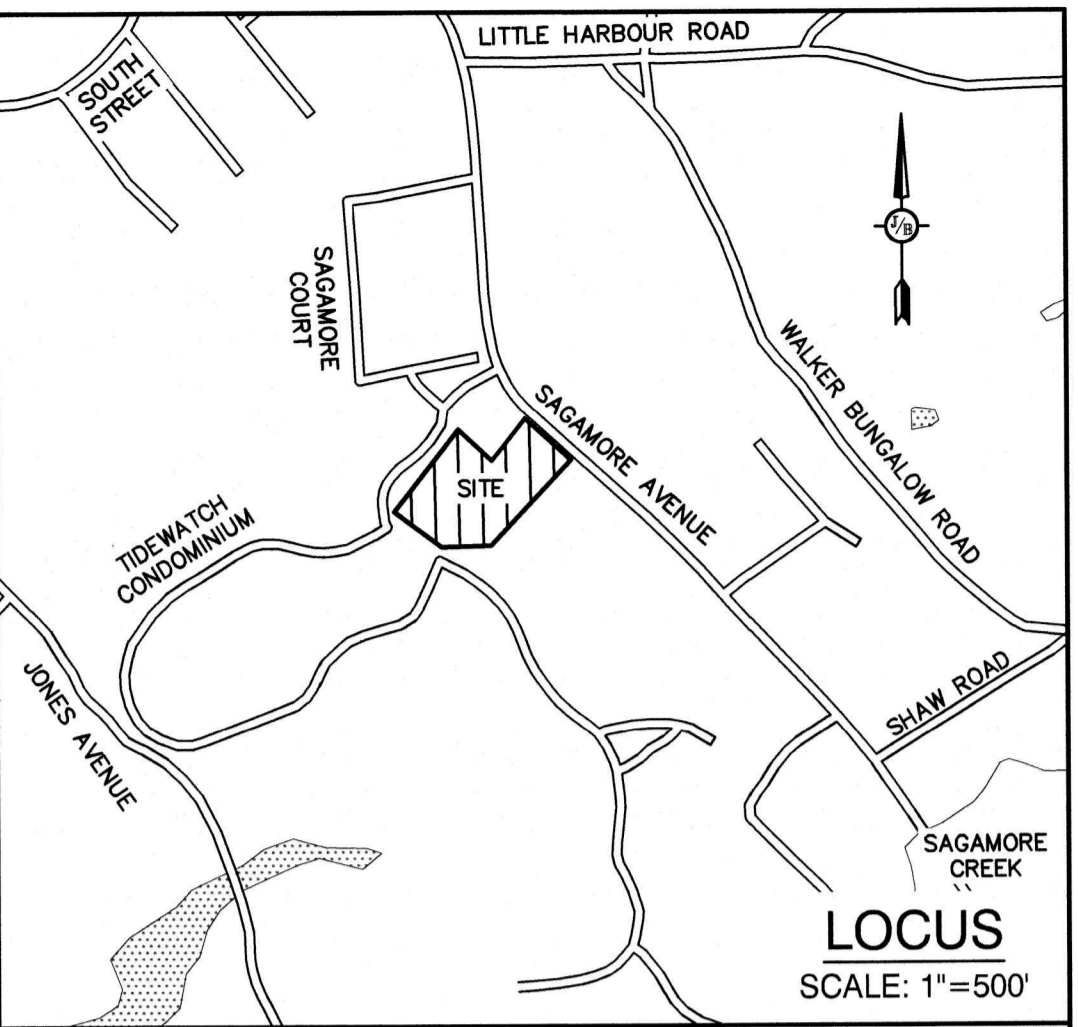 LITTLE HARBOUR ROAD
SOUTH
STREET
J/B
SAGAMORE
COURT
WALKER BUNGALOW ROAD
SAGAMORE AVENUE
SITE
TIDEWATCH
CONDOMINIUM
JONES AVENUE
SHAW ROAD
SAGAMORE
CREEK
LOCUS
SCALE: 1"=500'